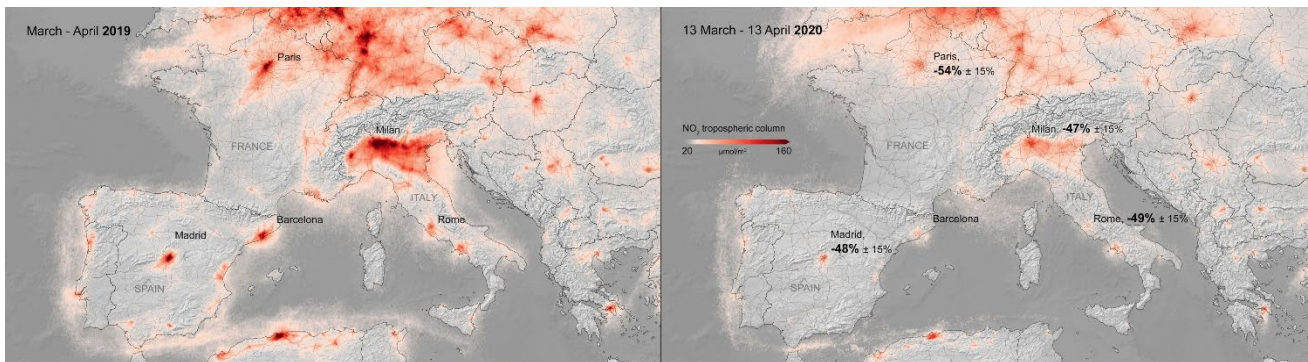 March - April 2019
Paris
Milan
FRANCE
ITALY
Barcelona
Rome
Madrid
SPAIN
13 March - 13 April 2020
Paris,
-54% ± 15%
NO₂ tropospheric column
20 160
µmol/m²
Milan, -47% ± 15%
FRANCE
ITALY
Barcelona
Rome, -49% ± 15%
Madrid,
-48% ± 15%
SPAIN